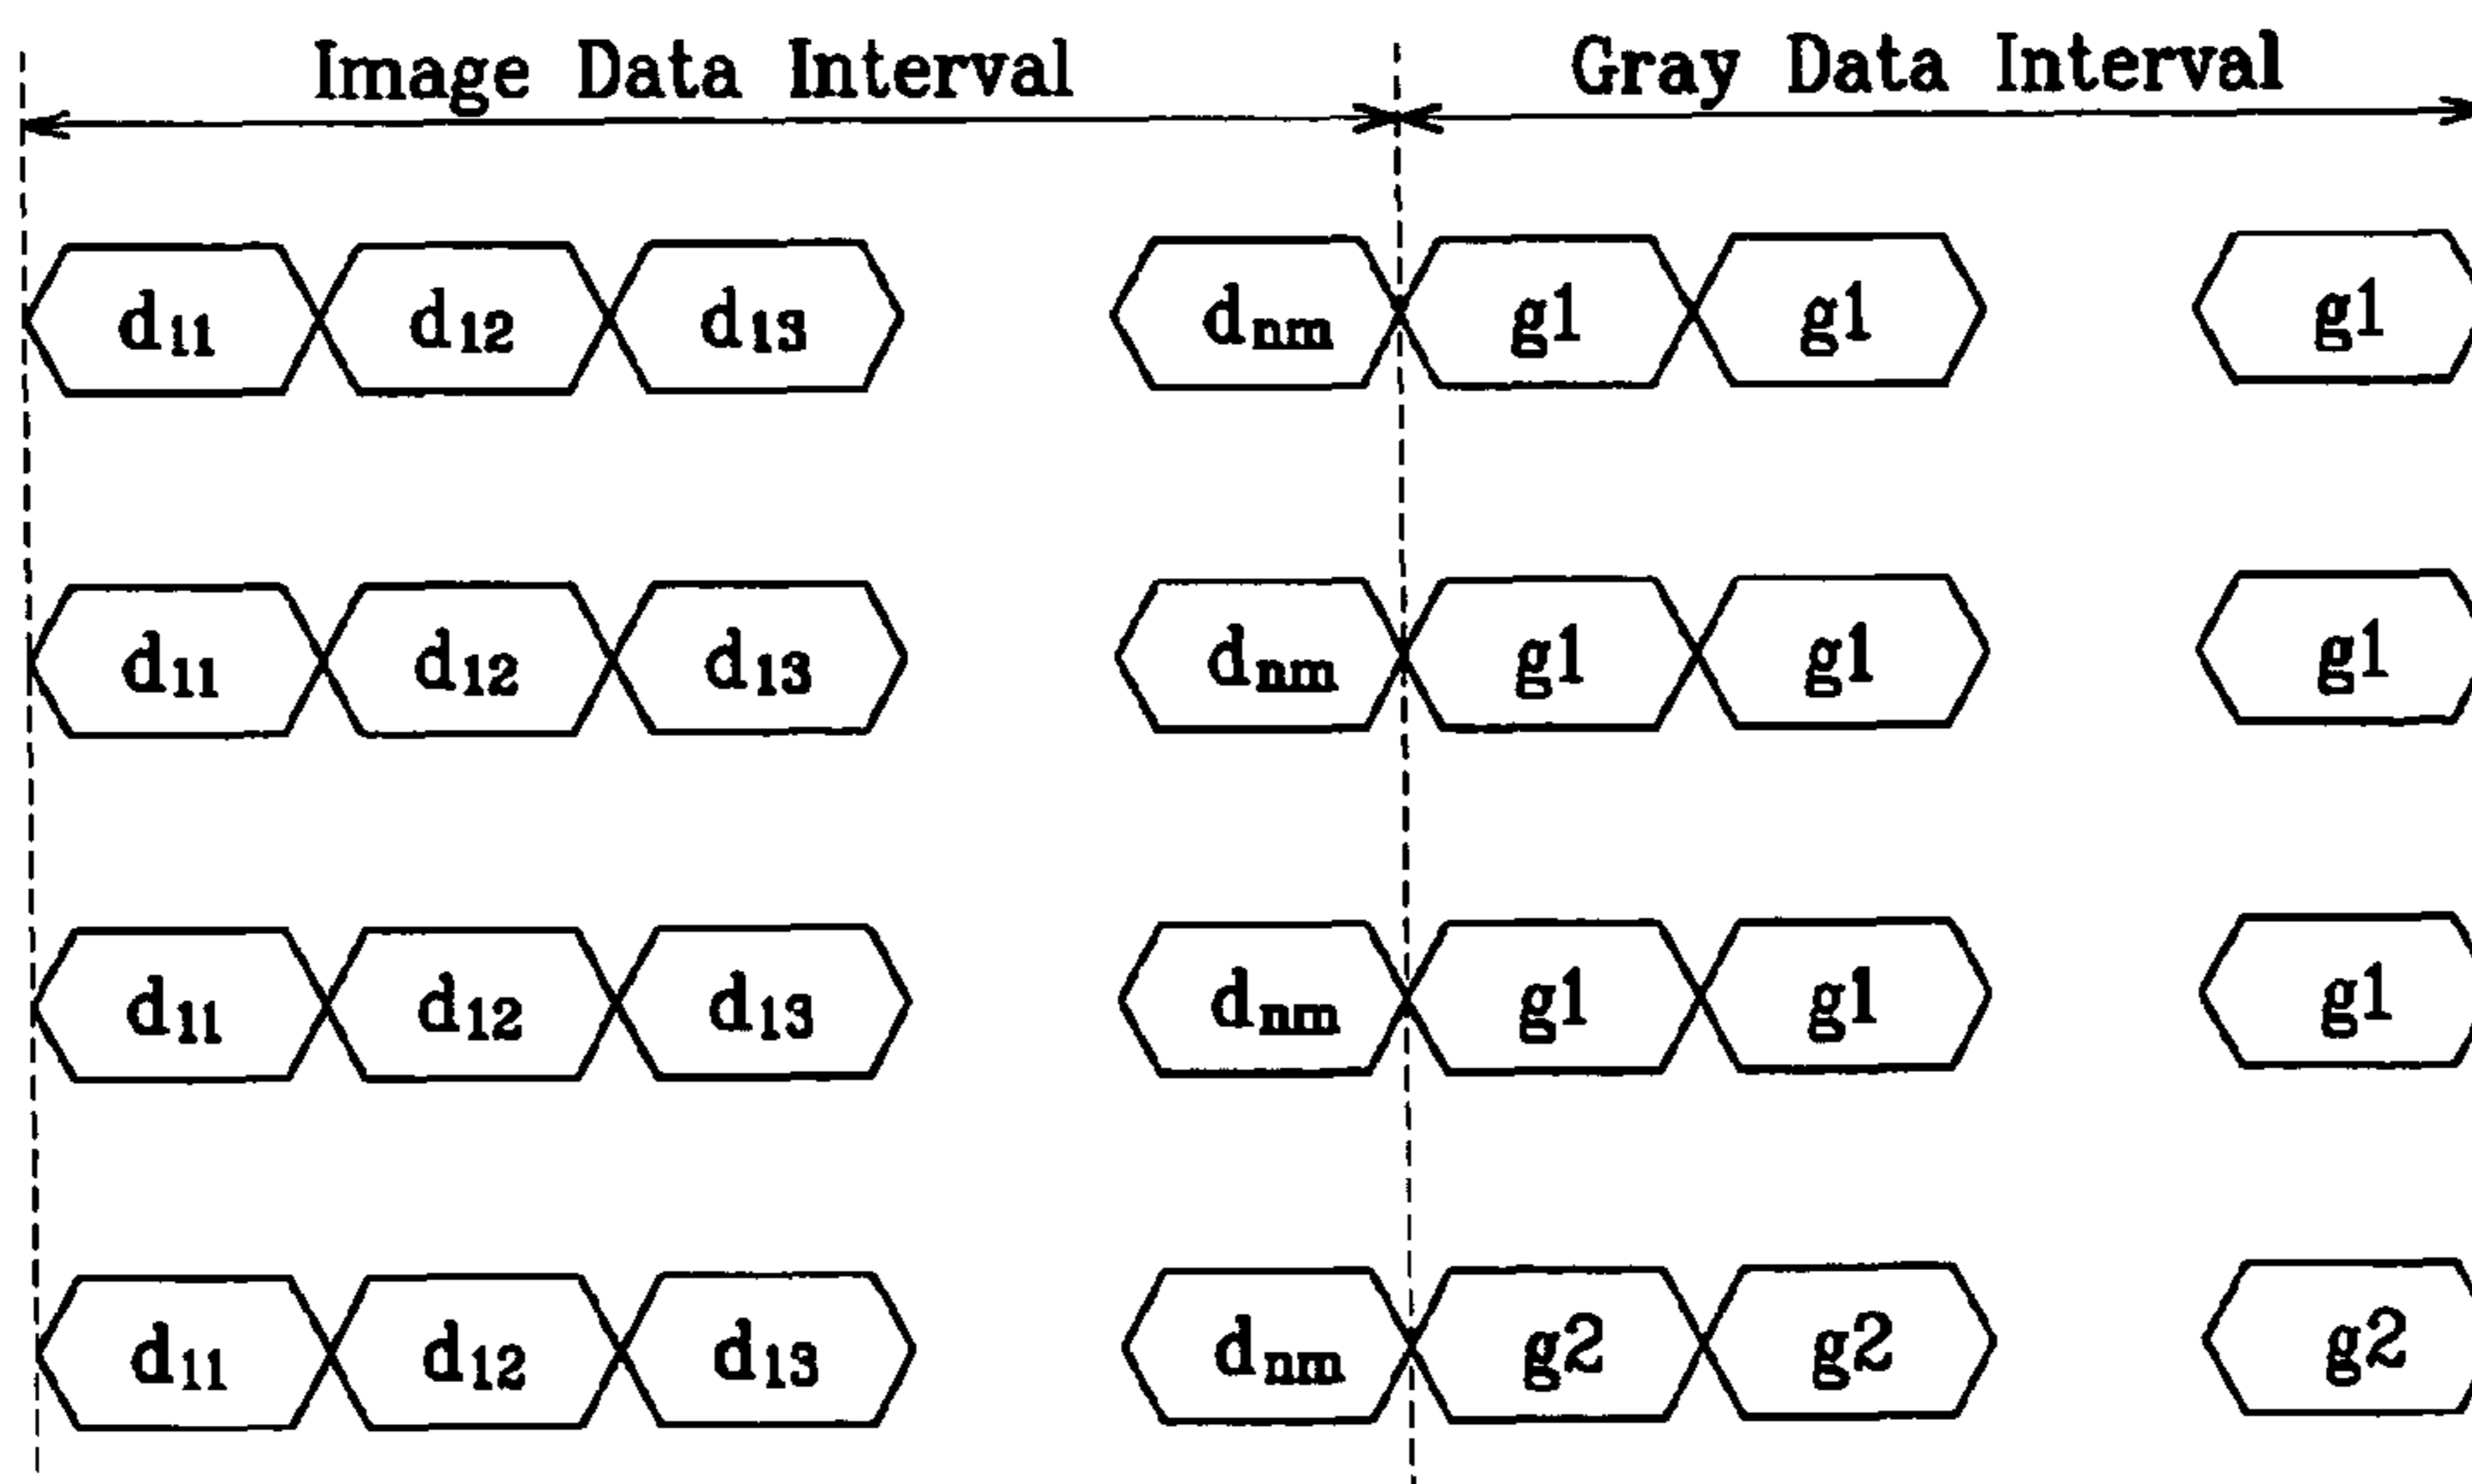 Image Data Interval Gray Data Interval
d11 d12 d13 dnm g1 g1 g1
d11 d12 d13 dnm g1 g1 g1
d11 d12 d13 dnm g1 g1 g1
d11 d12 d13 dnm g2 g2 g2